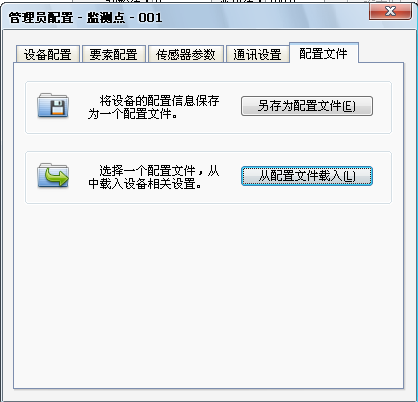 管理员配置 - 监测点 - 001
设备配置 要素配置 传感器参数 通讯设置 配置文件
将设备的配置信息保存
为一个配置文件。
另存为配置文件(E)
选择一个配置文件，从
中载入设备相关设置。
从配置文件载入(L)